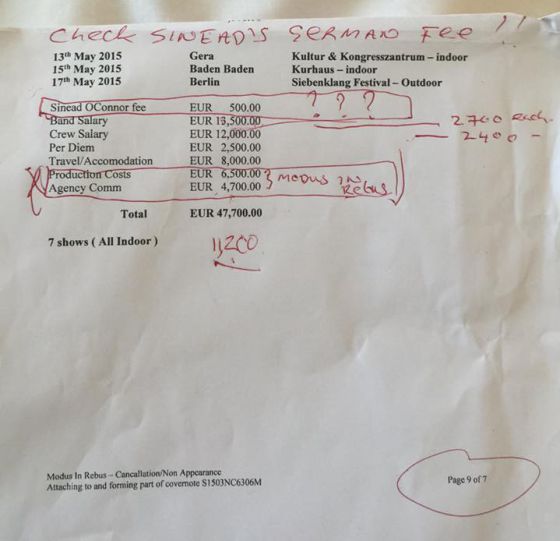 Check SINEAD'S GERMAN Fee !!
13th May 2015 Gera Kultur & Kongresszantrum – indoor
15th May 2015 Baden Baden Kurhaus – indoor
17th May 2015 Berlin Siebenklang Festival – Outdoor
Sinead OConnor fee EUR 500.00 ? ? ?
Band Salary EUR 13,500.00 2700 each
Crew Salary EUR 12,000.00 — 2400 –
Per Diem EUR 2,500.00
Travel/Accomodation EUR 8,000.00
Production Costs EUR 6,500.00 } MODUS IN
Agency Comm EUR 4,700.00 REBUS
Total EUR 47,700.00
7 shows ( All Indoor ) 11,200
Modus In Rebus – Cancallation/Non Appearance
Attaching to and forming part of covernote S1503NC6306M
Page 9 of 7